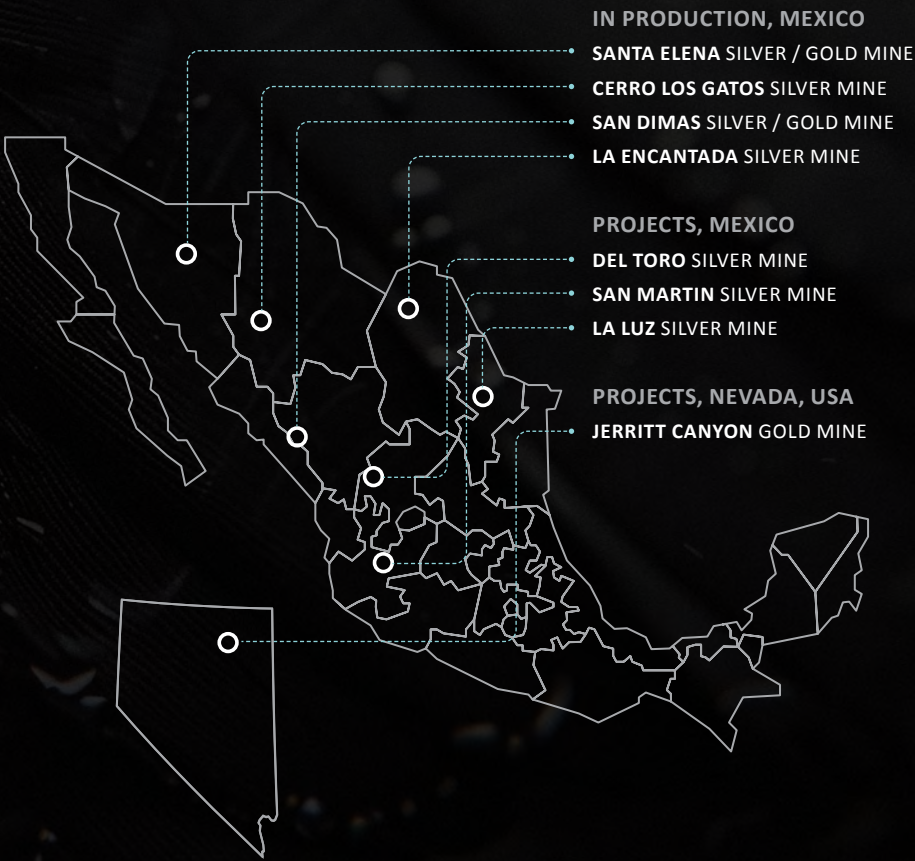 IN PRODUCTION, MEXICO
SANTA ELENA SILVER / GOLD MINE
CERRO LOS GATOS SILVER MINE
SAN DIMAS SILVER / GOLD MINE
LA ENCANTADA SILVER MINE
PROJECTS, MEXICO
DEL TORO SILVER MINE
SAN MARTIN SILVER MINE
LA LUZ SILVER MINE
PROJECTS, NEVADA, USA
JERRITT CANYON GOLD MINE